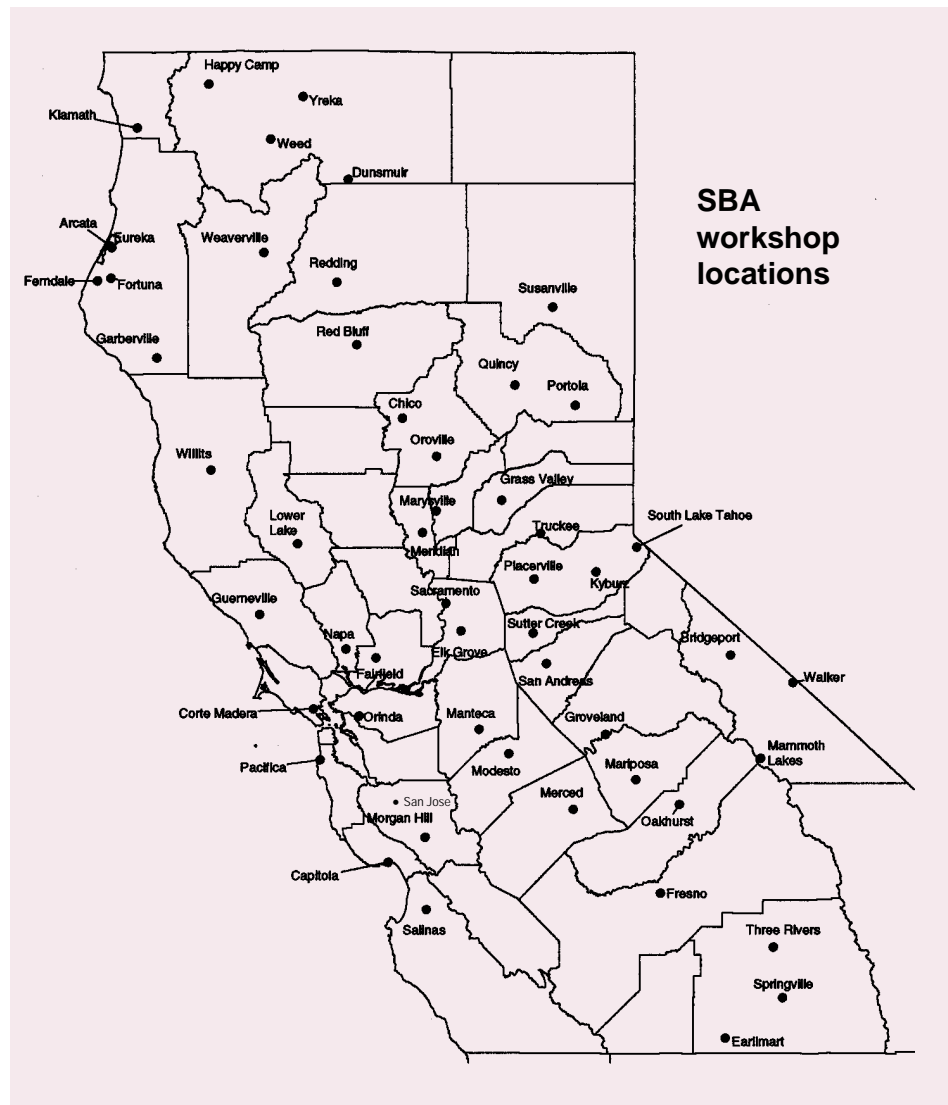 Happy Camp
Yreka
Klamath
Weed
Dunsmuir
SBA
workshop
locations
Arcata
Eureka
Weaverville
Redding
Ferndale
Fortuna
Susanville
Red Bluff
Garberville
Quincy
Portola
Chico
Oroville
Willits
Grass Valley
Marysville
Lower
Lake
South Lake Tahoe
Truckee
Meridian
Placerville
Kyburz
Sacramento
Guerneville
Sutter Creek
Napa
Bridgeport
Elk Grove
Fairfield
San Andreas
Walker
Corte Madera
Orinda
Manteca
Groveland
Mammoth
Lakes
Pacifica
Modesto
Mariposa
Merced
San Jose
Morgan Hill
Oakhurst
Capitola
Fresno
Salinas
Three Rivers
Springville
Earlimart